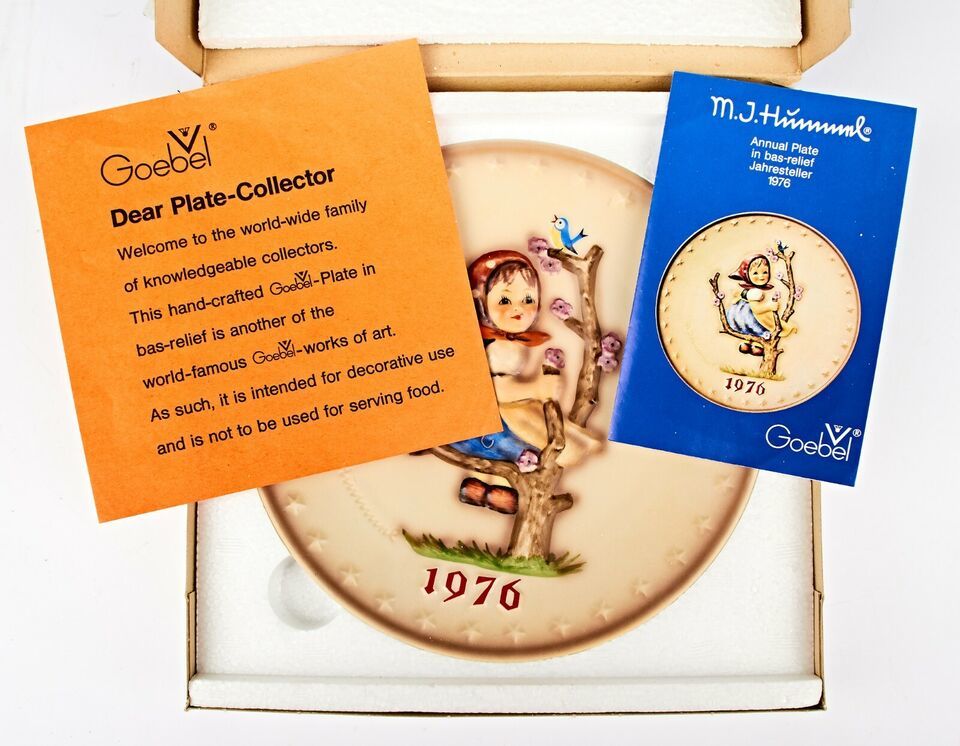 Goebel®
Dear Plate-Collector
Welcome to the world-wide family
of knowledgeable collectors.
This hand-crafted Goebel-Plate in
bas-relief is another of the
world-famous Goebel-works of art.
As such, it is intended for decorative use
and is not to be used for serving food.
M.J.Hummel®
Annual Plate
in bas-relief
Jahresteller
1976
1976
Goebel®
1976